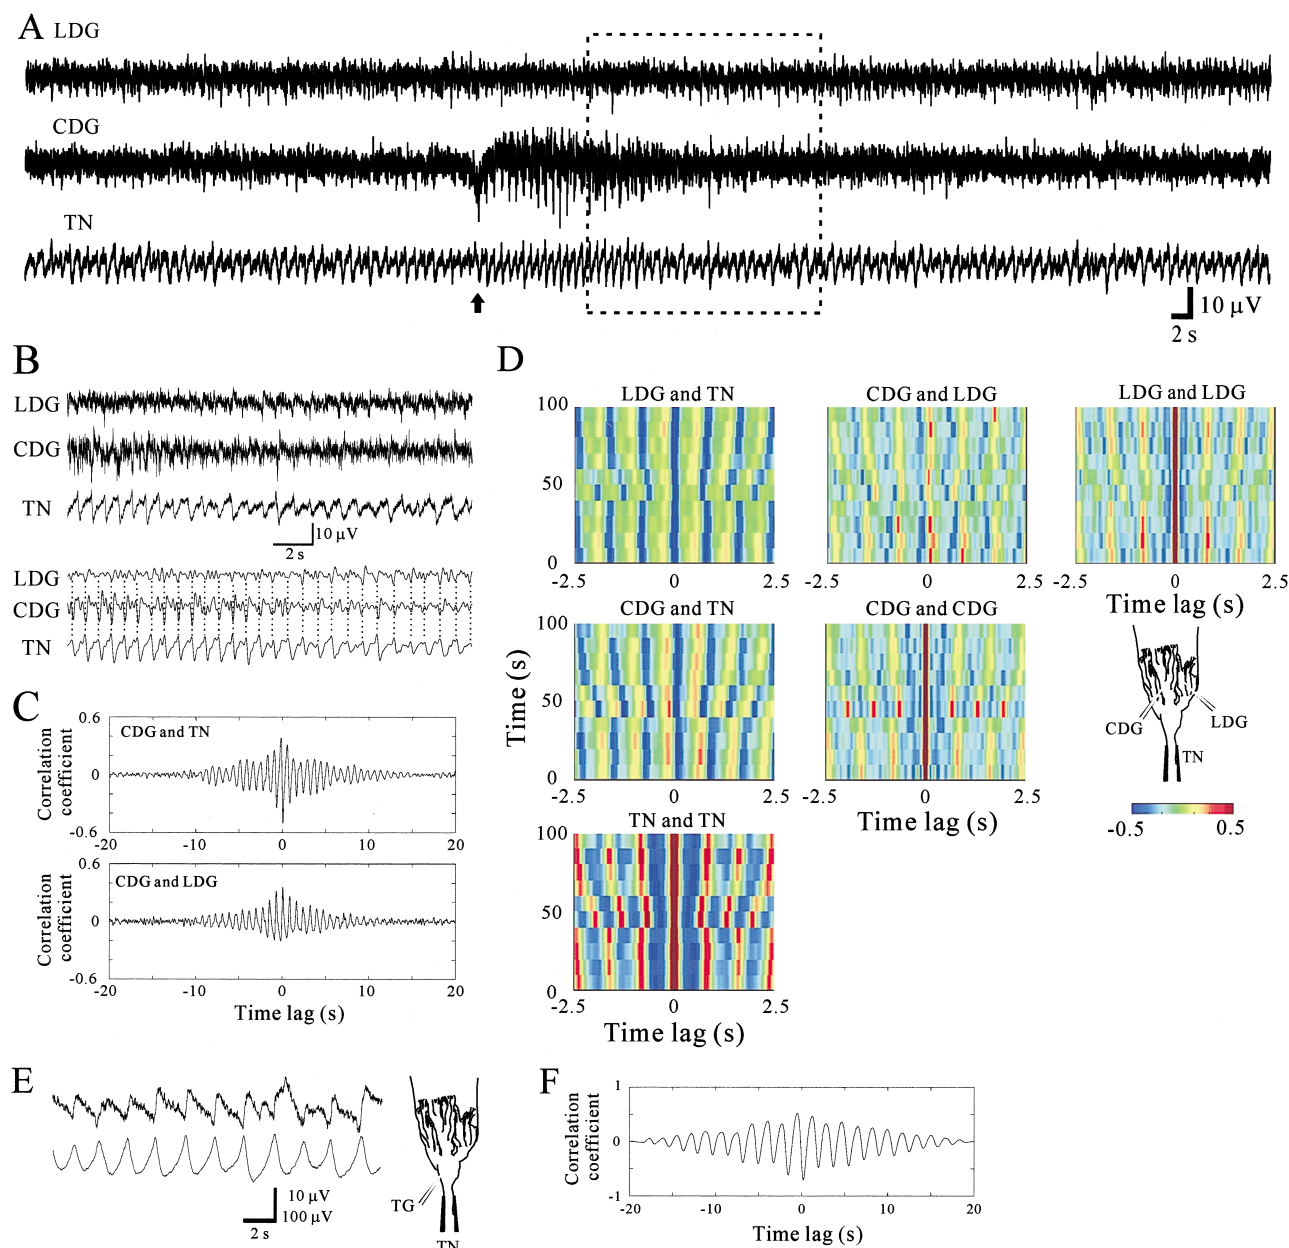 A
LDG
CDG
TN
10 µV
2 s
B
LDG
CDG
TN
10 µV
2 s
LDG
CDG
TN
C
0.6
CDG and TN
Correlation
coefficient
0
-0.6
-20 -10 0 10 20
0.6
CDG and LDG
Correlation
coefficient
0
-0.6
-20 -10 0 10 20
Time lag (s)
D
LDG and TN
CDG and LDG
LDG and LDG
100
50
0
-2.5 0 2.5
-2.5 0 2.5
-2.5 0 2.5
Time lag (s)
CDG and TN
CDG and CDG
100
Time (s)
50
0
-2.5 0 2.5
-2.5 0 2.5
Time lag (s)
CDG
LDG
TN
-0.5 0.5
TN and TN
100
50
0
-2.5 0 2.5
Time lag (s)
E
10 µV
100 µV
2 s
TG
TN
F
1
Correlation
coefficient
0
-1
-20 -10 0 10 20
Time lag (s)